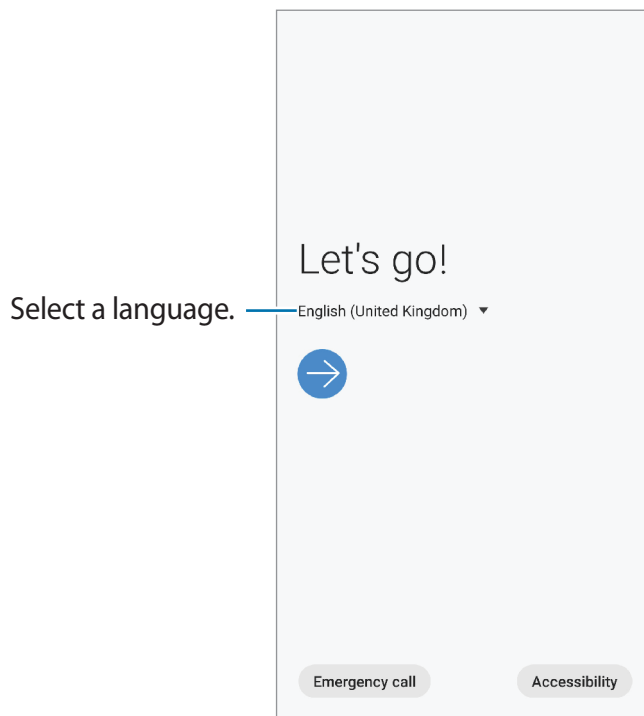 Let's go!
Select a language.
English (United Kingdom)
Emergency call
Accessibility